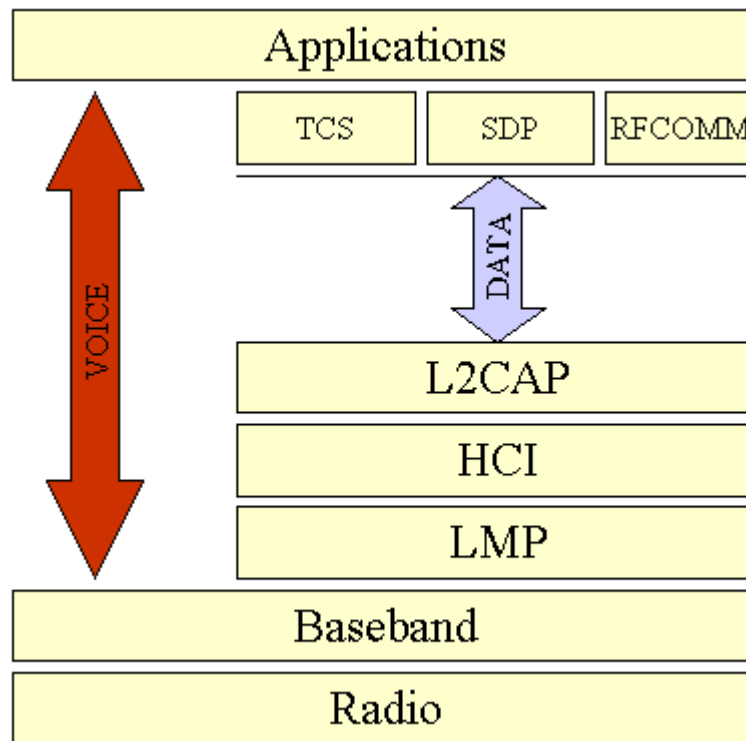 Applications
TCS
SDP
RFCOMM
VOICE
DATA
L2CAP
HCI
LMP
Baseband
Radio